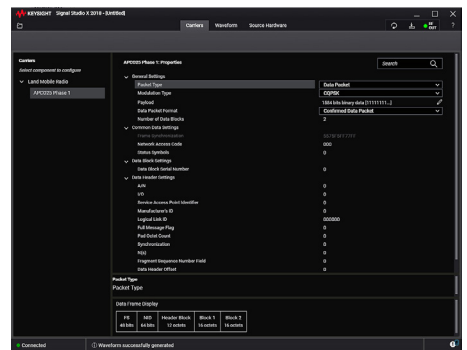 KEYSIGHT Signal Studio X 2018 - [Untitled]
Carriers Waveform Source Hardware
RF OUT ?
Carriers
Select component to configure
Land Mobile Radio
APCO25 Phase 1
APCO25 Phase 1: Properties
Search
General Settings
Packet Type Data Packet
Modulation Type CQPSK
Payload 1884 bits binary data [11111111...]
Data Packet Format Confirmed Data Packet
Number of Data Blocks 2
Common Data Settings
Frame Synchronization
Network Access Code 000
Status Symbols 0
Data Block Settings
Data Block Serial Number 0
Data Header Settings
A/N 0
I/O 0
Service Access Point Identifier 0
Manufacturer's ID 0
Logical Link ID 000000
Full Message Flag 0
Pad Octet Count 0
Synchronization 0
N(s) 0
Fragment Sequence Number Field 0
Data Header Offset 0
Packet Type
Packet Type
Data Frame Display
FS NID Header Block Block 1 Block 2
48 bits 64 bits 12 octets 16 octets 16 octets
Connected Waveform successfully generated